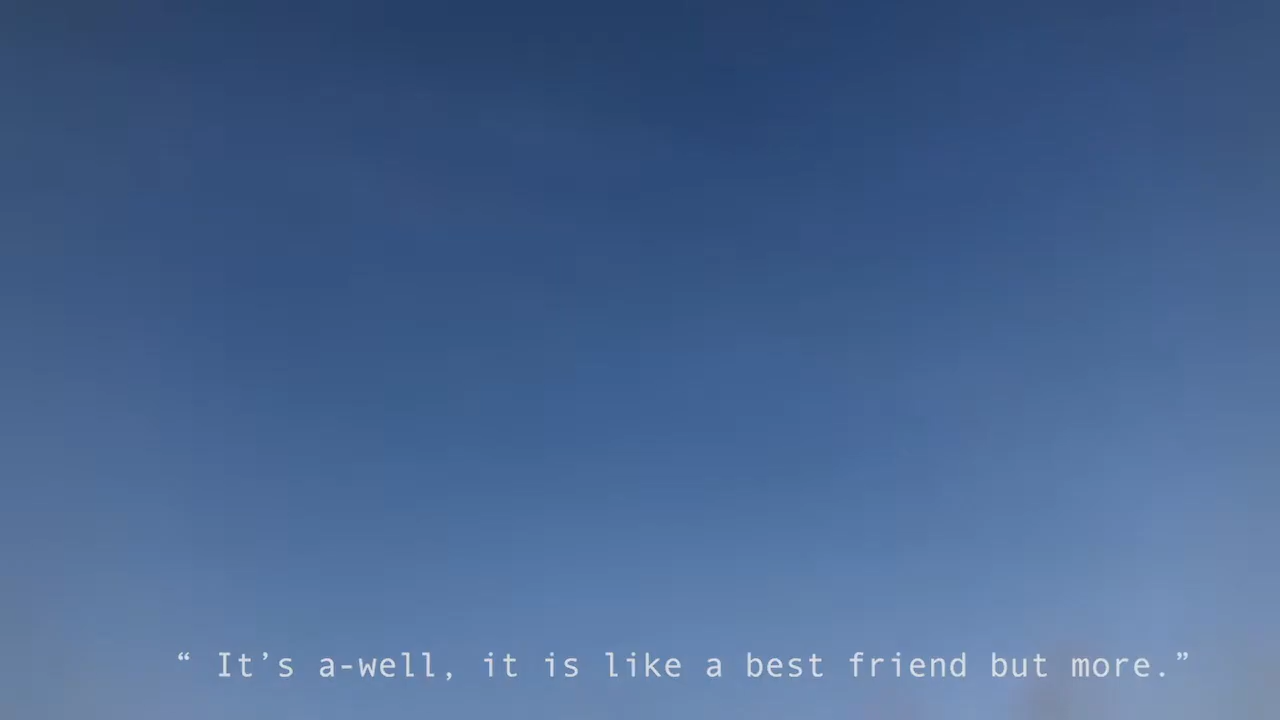 “ It’s a-well, it is like a best friend but more.”